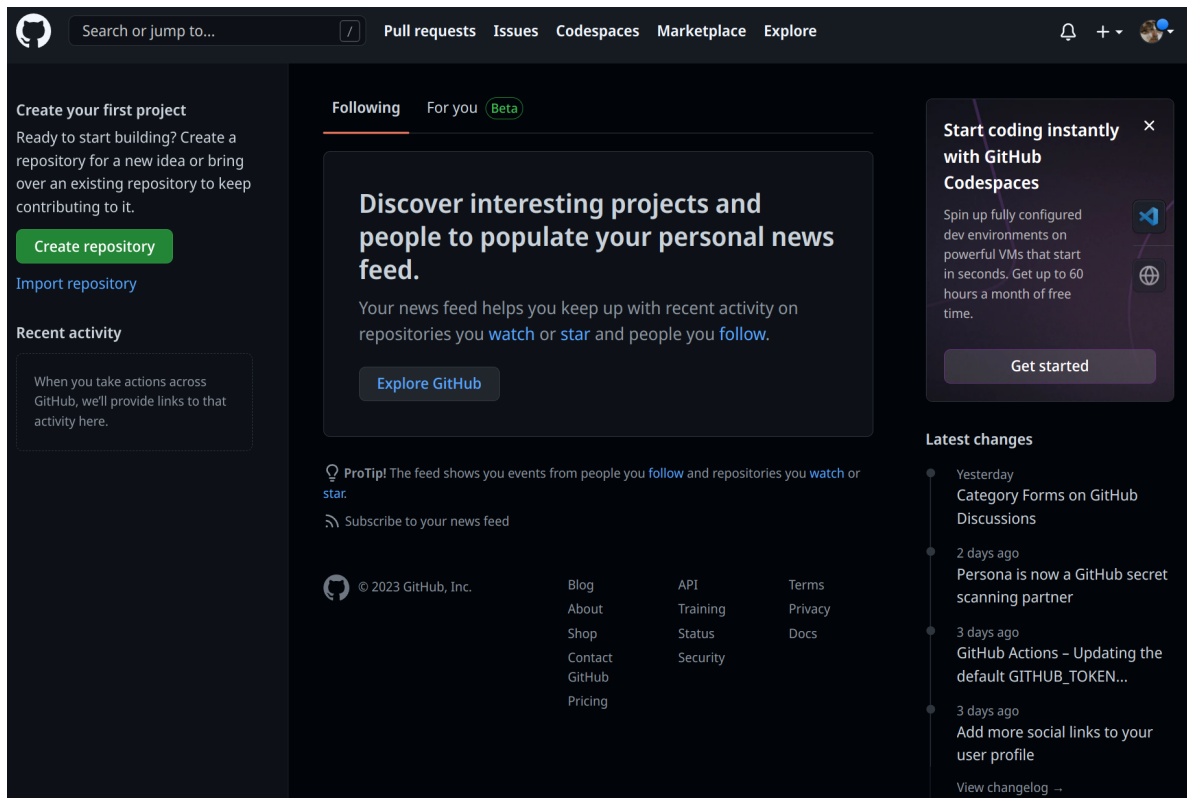 Search or jump to...
/
Pull requests
Issues
Codespaces
Marketplace
Explore
Create your first project
Ready to start building? Create a
repository for a new idea or bring
over an existing repository to keep
contributing to it.
Create repository
Import repository
Recent activity
When you take actions across
GitHub, we'll provide links to that
activity here.
Following
For you Beta
Discover interesting projects and
people to populate your personal news
feed.
Your news feed helps you keep up with recent activity on
repositories you watch or star and people you follow.
Explore GitHub
ProTip! The feed shows you events from people you follow and repositories you watch or
star.
Subscribe to your news feed
© 2023 GitHub, Inc.
Blog
About
Shop
Contact
GitHub
Pricing
API
Training
Status
Security
Terms
Privacy
Docs
Start coding instantly
with GitHub
Codespaces
Spin up fully configured
dev environments on
powerful VMs that start
in seconds. Get up to 60
hours a month of free
time.
Get started
Latest changes
Yesterday
Category Forms on GitHub
Discussions
2 days ago
Persona is now a GitHub secret
scanning partner
3 days ago
GitHub Actions – Updating the
default GITHUB_TOKEN...
3 days ago
Add more social links to your
user profile
View changelog →